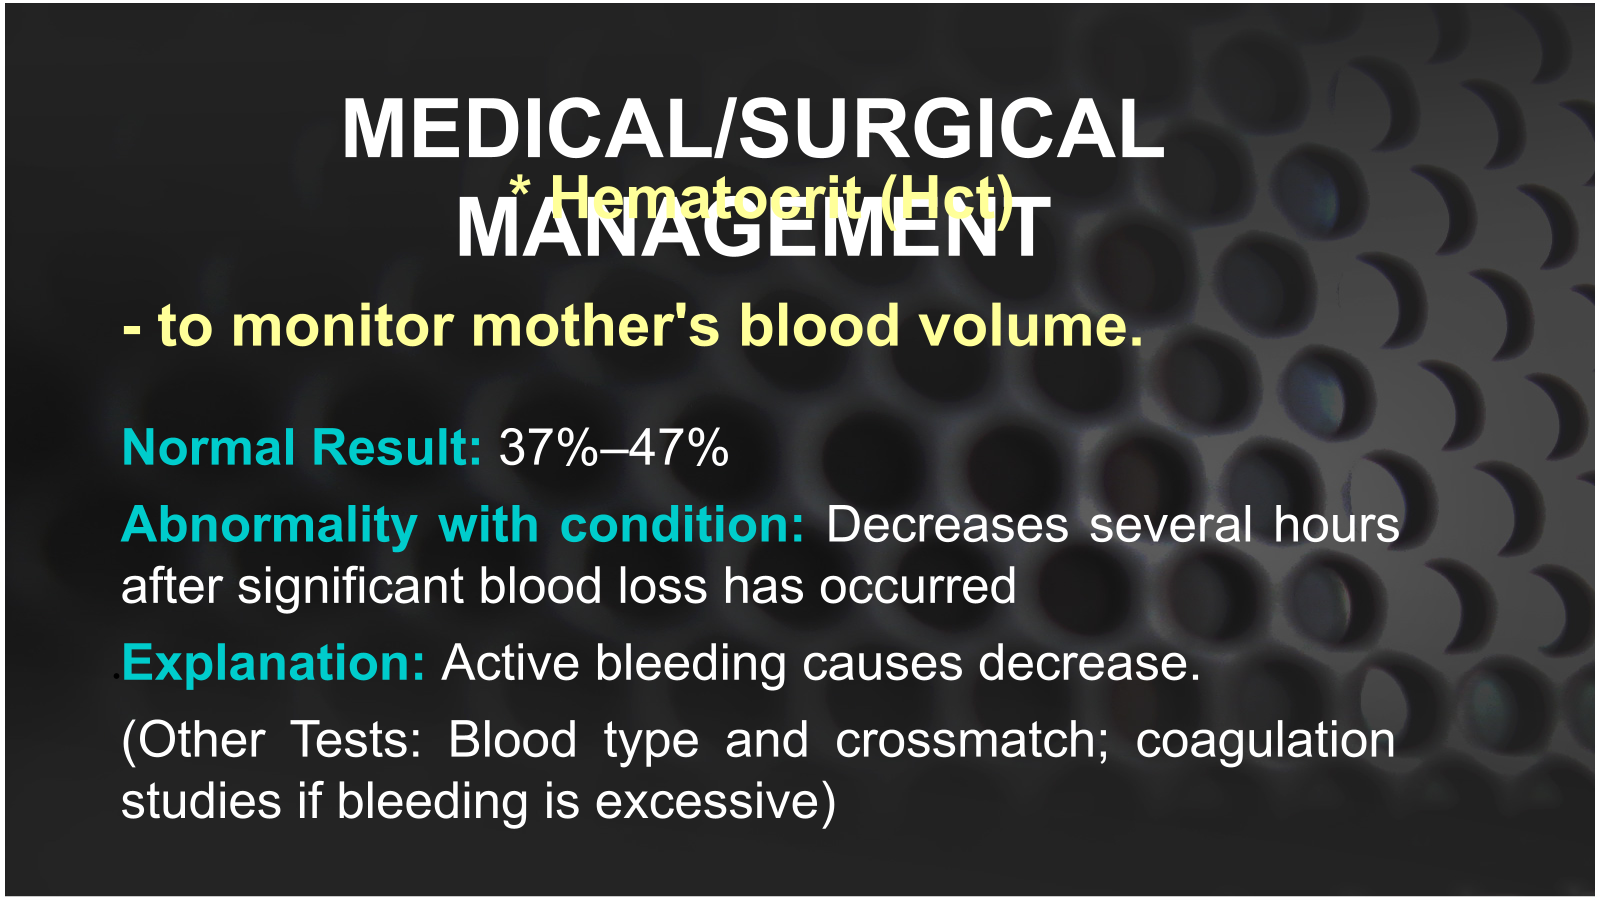 MEDICAL/SURGICAL
* Hematocrit (Hct)
MANAGEMENT
- to monitor mother's blood volume.
Normal Result: 37%–47%
Abnormality with condition: Decreases several hours
after significant blood loss has occurred
.Explanation: Active bleeding causes decrease.
(Other Tests: Blood type and crossmatch; coagulation
studies if bleeding is excessive)